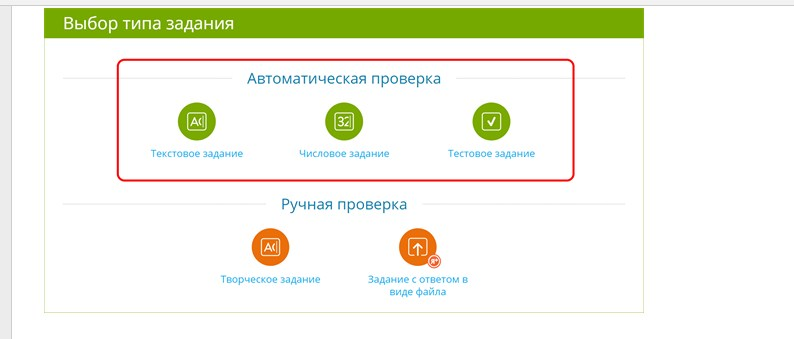 Выбор типа задания
Автоматическая проверка
Текстовое задание
Числовое задание
Тестовое задание
Ручная проверка
Творческое задание
Задание с ответом в
виде файла